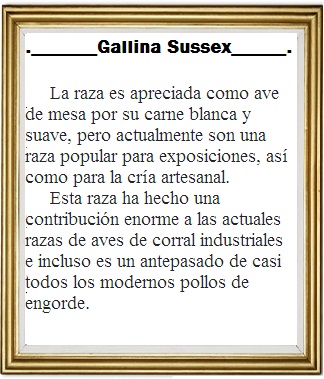 .______Gallina Sussex_____.
La raza es apreciada como ave
de mesa por su carne blanca y
suave, pero actualmente son una
raza popular para exposiciones, así
como para la cría artesanal.
Esta raza ha hecho una
contribución enorme a las actuales
razas de aves de corral industriales
e incluso es un antepasado de casi
todos los modernos pollos de
engorde.